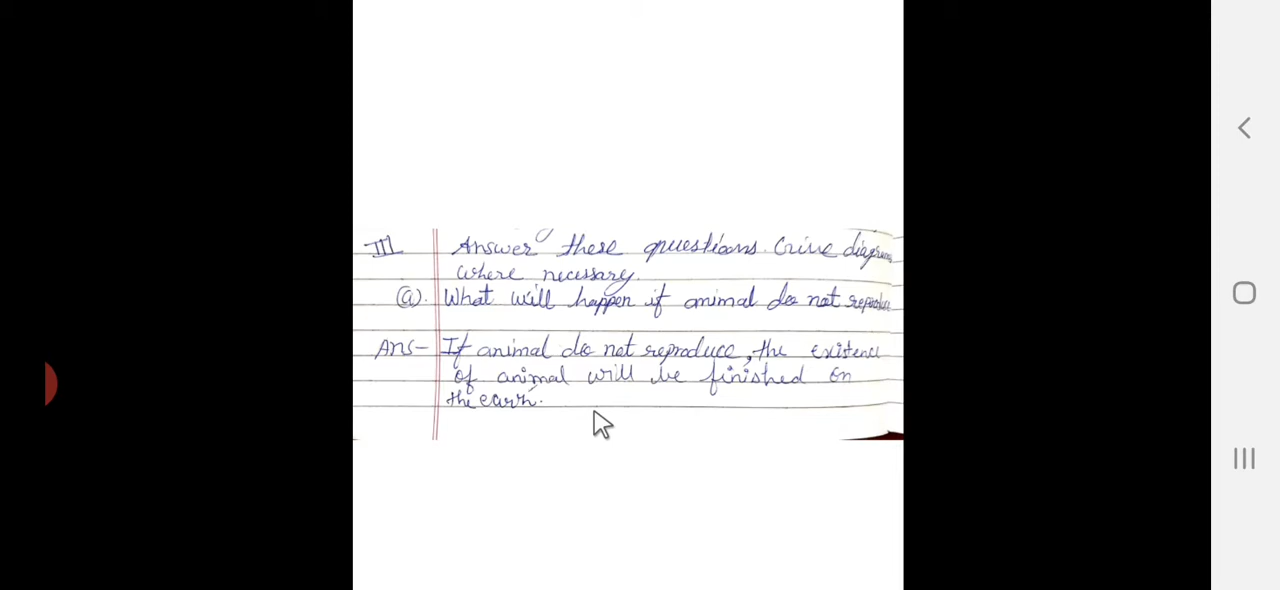 III Answer these questions. Give diagrams
where necessary.
(a). What will happen if animal do not reproduce
Ans- If animal do not reproduce, the existence
of animal will be finished on
the earth.